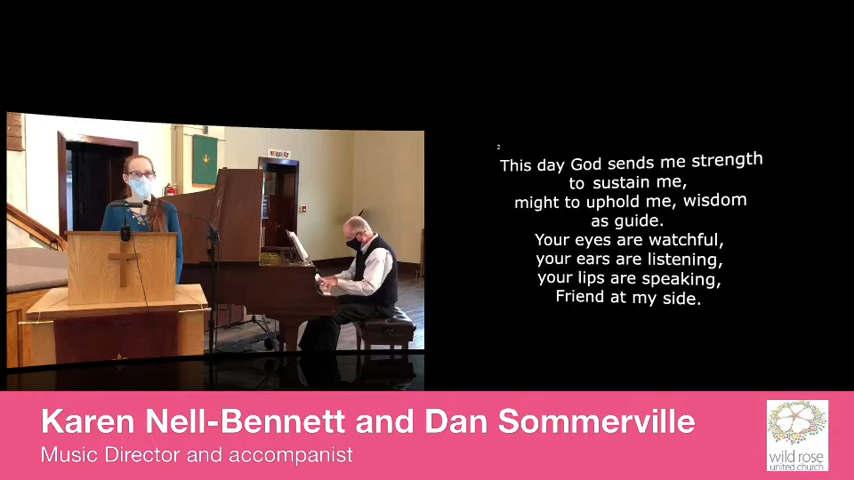 2
This day God sends me strength
to sustain me,
might to uphold me, wisdom
as guide.
Your eyes are watchful,
your ears are listening,
your lips are speaking,
Friend at my side.
Karen Nell-Bennett and Dan Sommerville
Music Director and accompanist
wild rose
united church